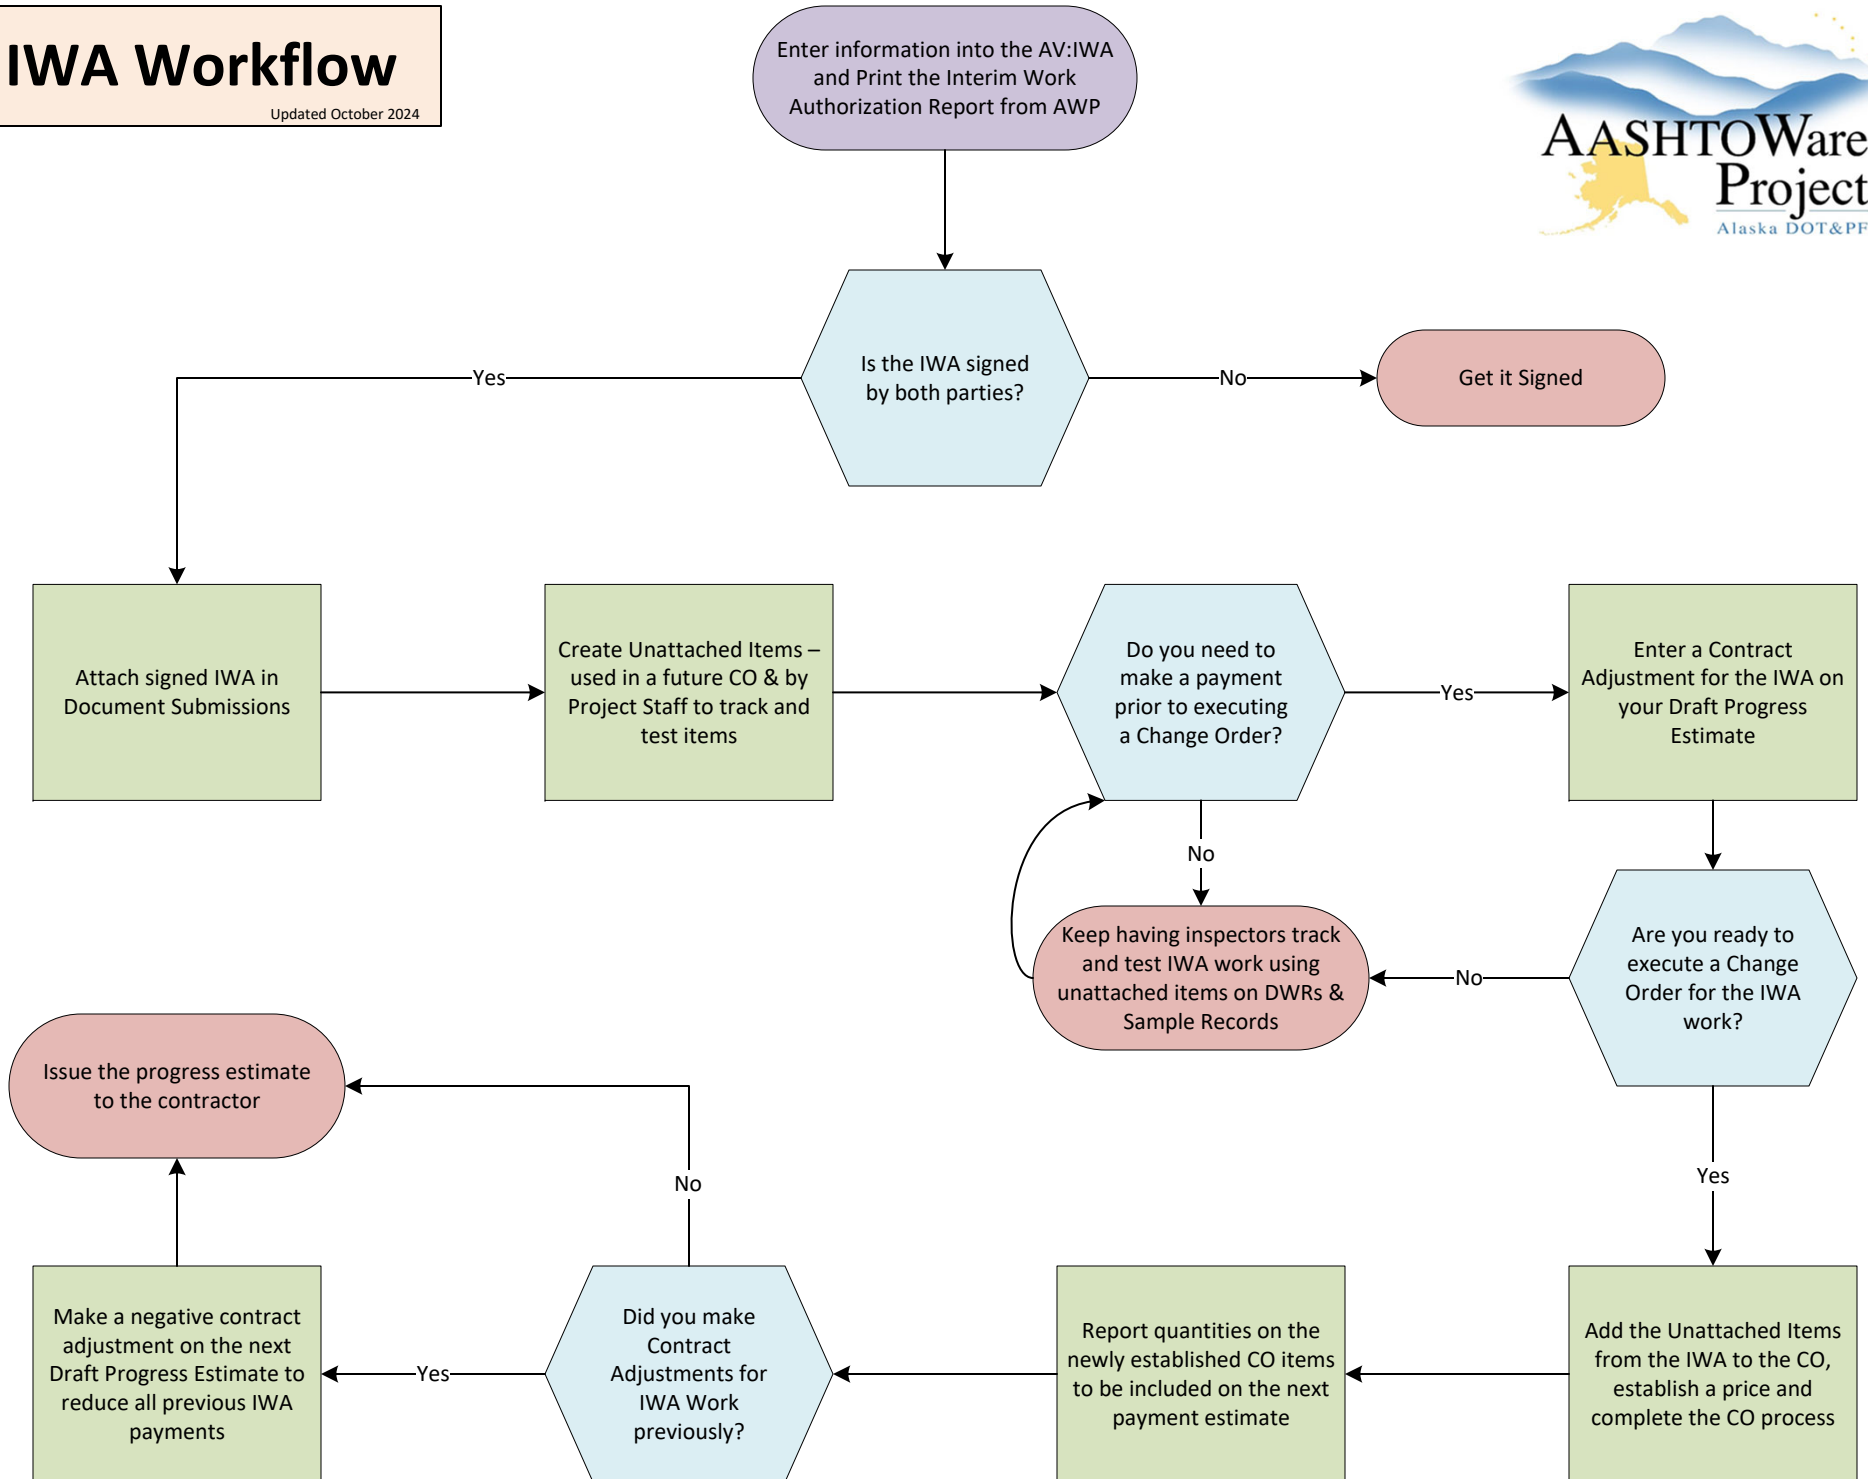 IWA Workflow
Updated October 2024
Enter information into the AV:IWA
and Print the Interim Work
Authorization Report from AWP
AASHTOWare
Project
Alaska DOT&PF
Is the IWA signed
by both parties?
Yes
No
Get it Signed
Attach signed IWA in
Document Submissions
Create Unattached Items –
used in a future CO & by
Project Staff to track and
test items
Do you need to
make a payment
prior to executing
a Change Order?
Yes
Enter a Contract
Adjustment for the IWA on
your Draft Progress
Estimate
No
Keep having inspectors track
and test IWA work using
unattached items on DWRs &
Sample Records
No
Are you ready to
execute a Change
Order for the IWA
work?
Issue the progress estimate
to the contractor
No
Yes
Make a negative contract
adjustment on the next
Draft Progress Estimate to
reduce all previous IWA
payments
Yes
Did you make
Contract
Adjustments for
IWA Work
previously?
Report quantities on the
newly established CO items
to be included on the next
payment estimate
Add the Unattached Items
from the IWA to the CO,
establish a price and
complete the CO process